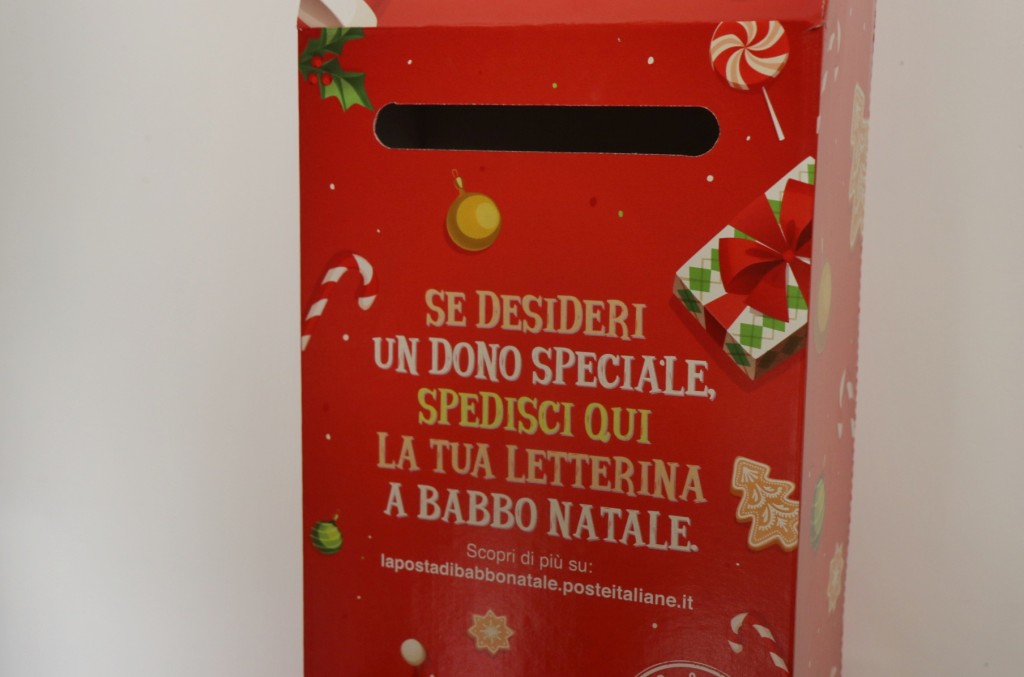 SE DESIDERI
UN DONO SPECIALE,
SPEDISCI QUI
LA TUA LETTERINA
A BABBO NATALE.
Scopri di più su:
lapostadibabbonatale.posteitaliane.it